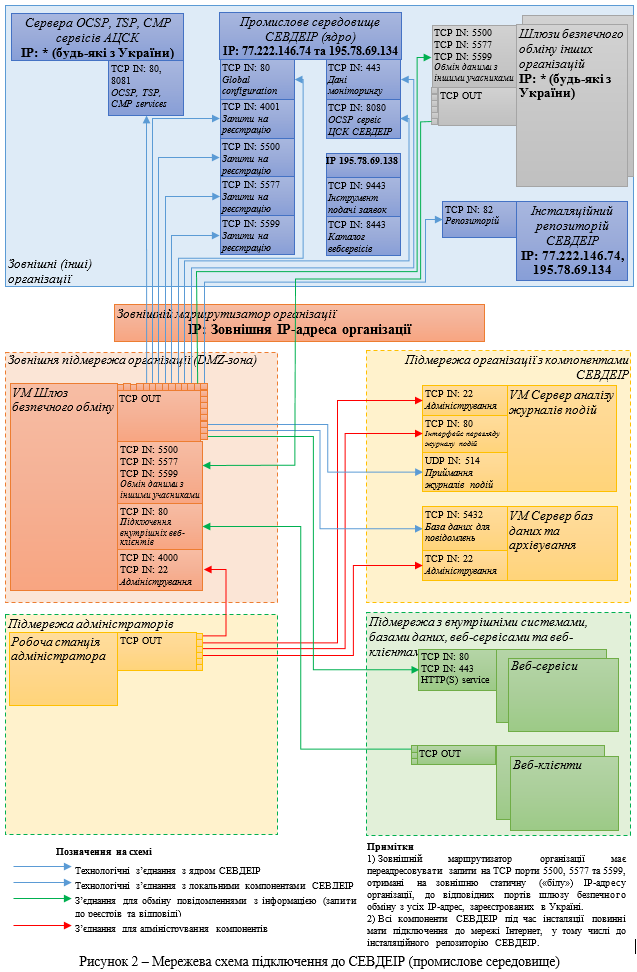 Сервера OCSP, TSP, CMP
сервісів АЦСК
IP: * (будь-які з України)
TCP IN: 80,
8081
OCSP, TSP,
CMP services
Промислове середовище
СЕВДЕІР (ядро)
IP: 77.222.146.74 та 195.78.69.134
TCP IN: 80
Global
configuration
TCP IN: 4001
Запити на
реєстрацію
TCP IN: 5500
Запити на
реєстрацію
TCP IN: 5577
Запити на
реєстрацію
TCP IN: 5599
Запити на
реєстрацію
TCP IN: 443
Дані
моніторингу
TCP IN: 8080
OCSP сервіс
ЦСК СЕВДЕІР
IP 195.78.69.138
TCP IN: 9443
Інструмент
подачі заявок
TCP IN: 8443
Каталог
вебсервісів
TCP IN: 5500
TCP IN: 5577
TCP IN: 5599
Обмін даними з
іншими учасниками
TCP OUT
Шлюзи безпечного
обміну інших
організацій
IP: * (будь-які з
України)
TCP IN: 82
Репозиторій
Інсталяційний
репозиторій
СЕВДЕІР
IP: 77.222.146.74,
195.78.69.134
Зовнішні (інші)
організації
Зовнішній маршрутизатор організації
IP: Зовнішня IP-адреса організації
Зовнішня підмережа організації (DMZ-зона)
VM Шлюз
безпечного обміну
TCP OUT
TCP IN: 5500
TCP IN: 5577
TCP IN: 5599
Обмін даними з
іншими учасниками
TCP IN: 80
Підключення
внутрішніх веб-
клієнтів
TCP IN: 4000
TCP IN: 22
Адміністрування
Підмережа організації з компонентами
СЕВДЕІР
TCP IN: 22
Адміністрування
TCP IN: 80
Інтерфейс перегляду
журналу подій
UDP IN: 514
Приймання
журналів подій
VM Сервер аналізу
журналів подій
TCP IN: 5432
База даних для
повідомлень
TCP IN: 22
Адміністрування
VM Сервер баз
даних та
архівування
Підмережа адміністраторів
Робоча станція
адміністратора
TCP OUT
Підмережа з внутрішніми системами,
базами даних, веб-сервісами та веб-
клієнтам
TCP IN: 80
TCP IN: 443
HTTP(S) service
Веб-сервіси
TCP OUT
Веб-клієнти
Позначення на схемі
Технологічні з’єднання з ядром СЕВДЕІР
Технологічні з’єднання з локальними компонентами СЕВДЕІР
З’єднання для обміну повідомленнями з інформацією (запити
до реєстрів та відповіді)
З’єднання для адміністування компонентів
Примітки
1) Зовнішній маршрутизатор організації має
переадресовувати запити на TCP порти 5500, 5577 та 5599,
отримані на зовнішню статичну («білу») IP-адресу
організації, до відповідних портів шлюзу безпечного
обміну з усіх IP-адрес, зареєстрованих в Україні.
2) Всі компоненти СЕВДЕІР під час інсталяції повинні
мати підключення до мережі Інтернет, у тому числі до
інсталяційного репозиторію СЕВДЕІР.
Рисунок 2 – Мережева схема підключення до СЕВДЕІР (промислове середовище)